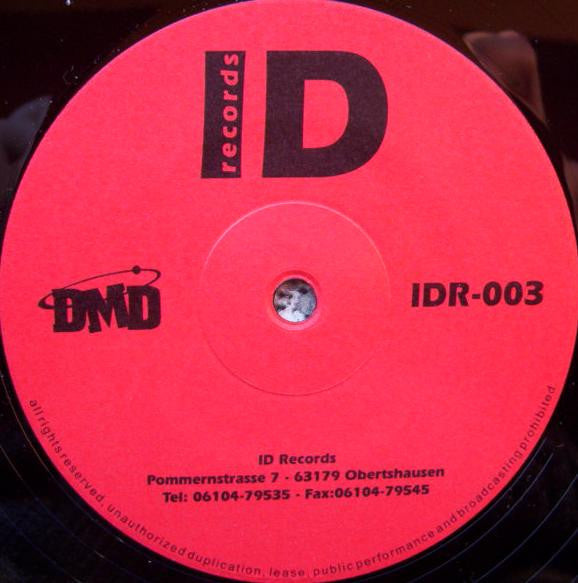 ID
records
DMD
IDR-003
ID Records
Pommernstrasse 7 - 63179 Obertshausen
Tel: 06104-79535 - Fax:06104-79545
all rights reserved. unauthorized duplication, lease, public performance and broadcasting prohibited